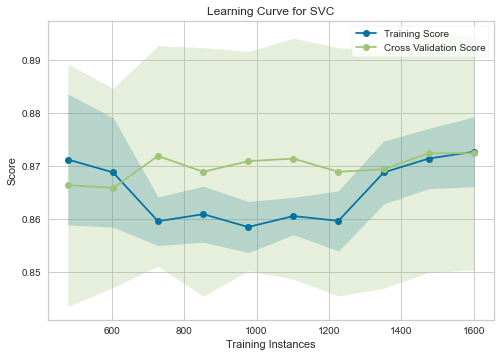 Learning Curve for SVC
Training Score
Cross Validation Score
0.89
0.88
0.87
0.86
0.85
Score
600
800
1000
1200
1400
1600
Training Instances